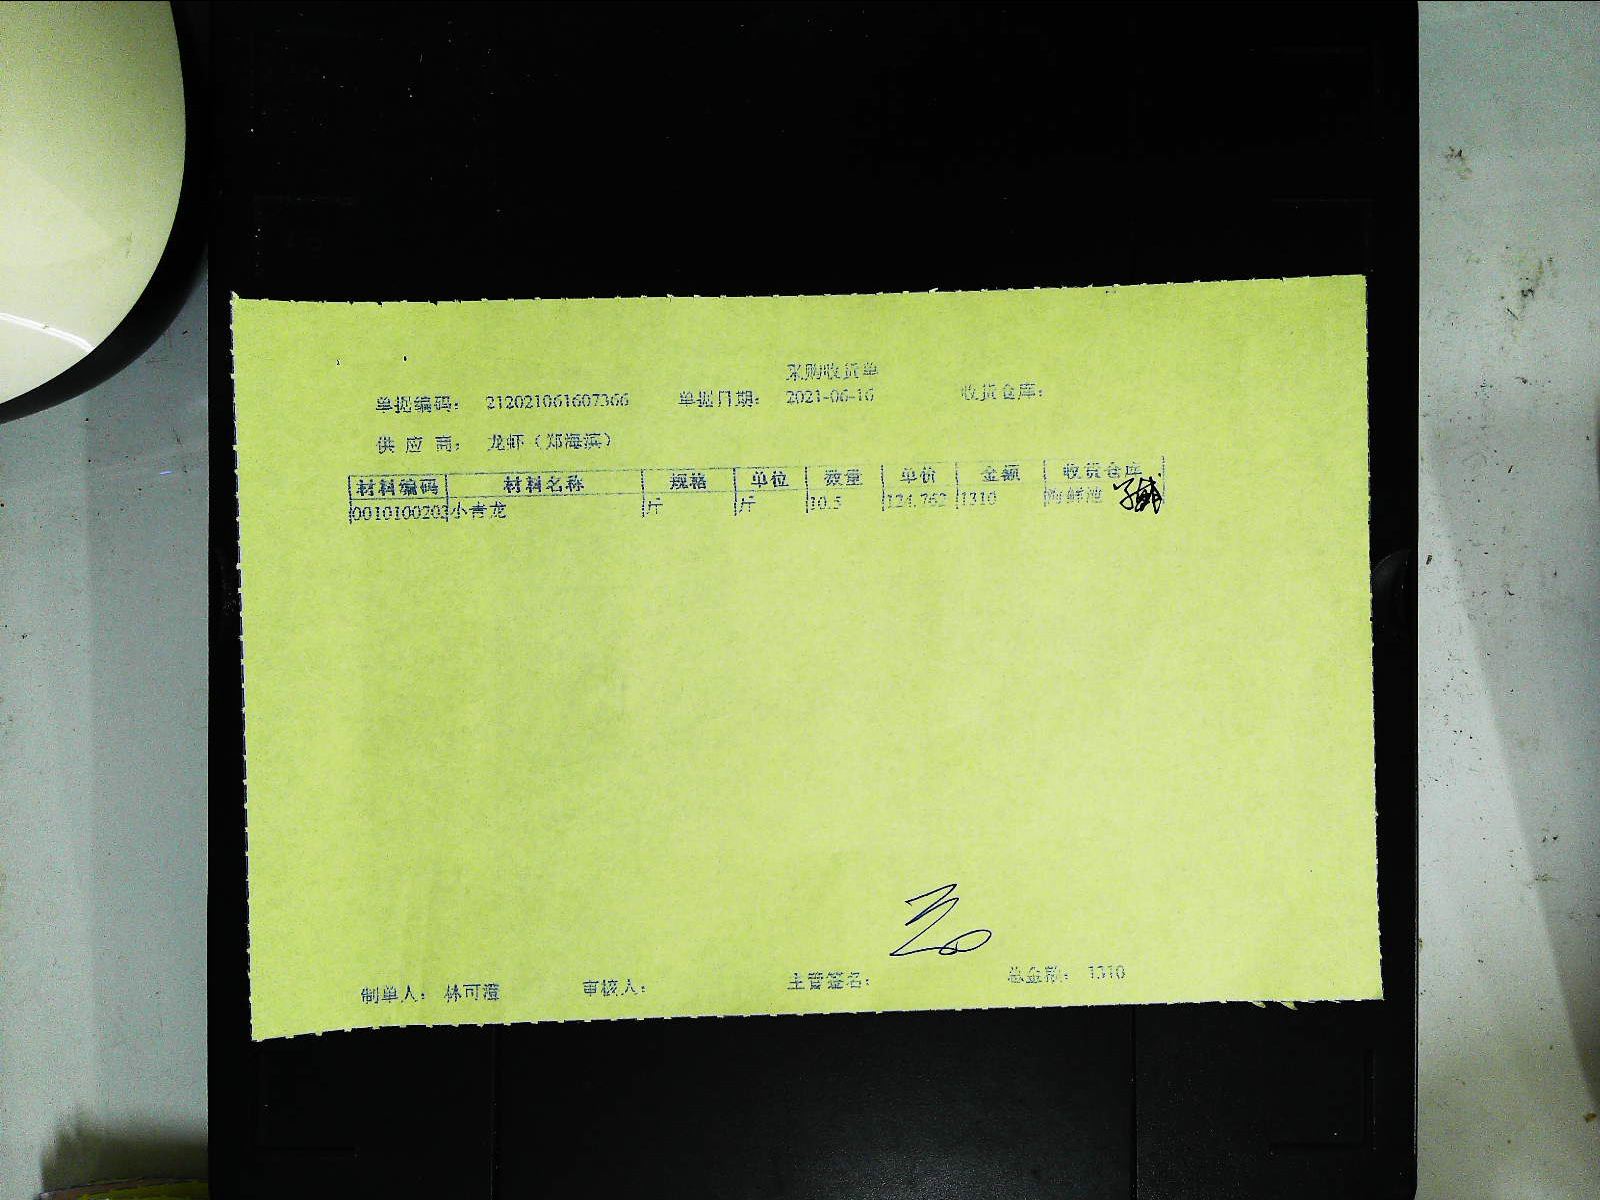 采购收货单
单据编码： 212021061607366 单据日期： 2021-06-16 收货仓库：
供 应 商： 龙虾（郑海滨）
材料编码 材料名称 规格 单位 数量 单价 金额 收货仓库
0010100203 小青龙 斤 斤 10.5 124.762 1310 海鲜池
制单人： 林可澄 审核人： 主管签名： 总金额： 1310